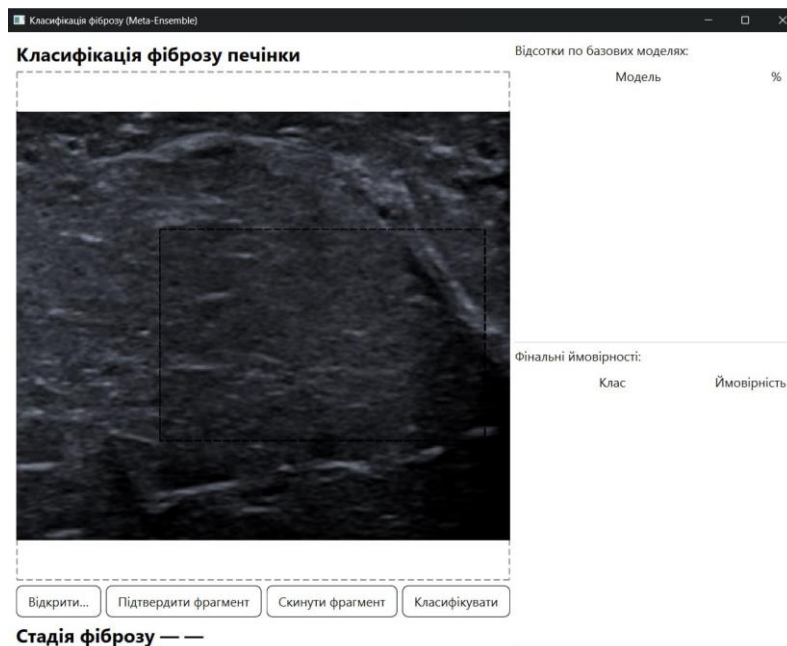 Класифікація фіброзу (Meta-Ensemble)
Класифікація фіброзу печінки
Відсотки по базових моделях:
Модель %
Фінальні ймовірності:
Клас Ймовірність
Відкрити... Підтвердити фрагмент Скинути фрагмент Класифікувати
Стадія фіброзу — —